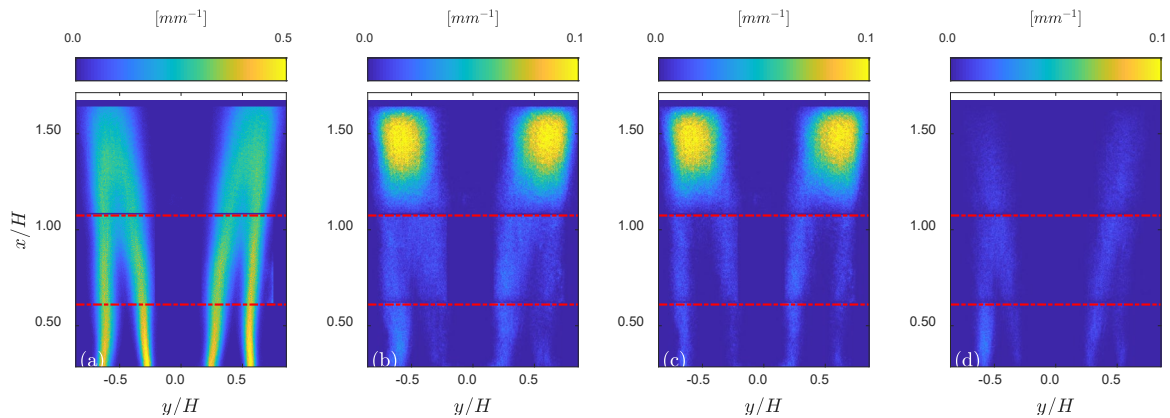 [mm⁻¹] [mm⁻¹] [mm⁻¹] [mm⁻¹]
0.0 0.5 0.0 0.1 0.0 0.1 0.0 0.1
1.50 1.50 1.50 1.50
x/H
1.00 1.00 1.00 1.00
0.50 0.50 0.50 0.50
(a) (b) (c) (d)
-0.5 0.0 0.5 -0.5 0.0 0.5 -0.5 0.0 0.5 -0.5 0.0 0.5
y/H y/H y/H y/H